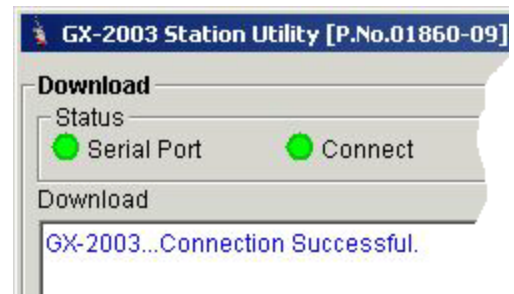 GX-2003 Station Utility [P.No.01860-09]
Download
Status
Serial Port Connect
Download
GX-2003...Connection Successful.